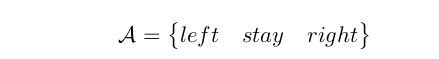 𝒜 = {left stay right}